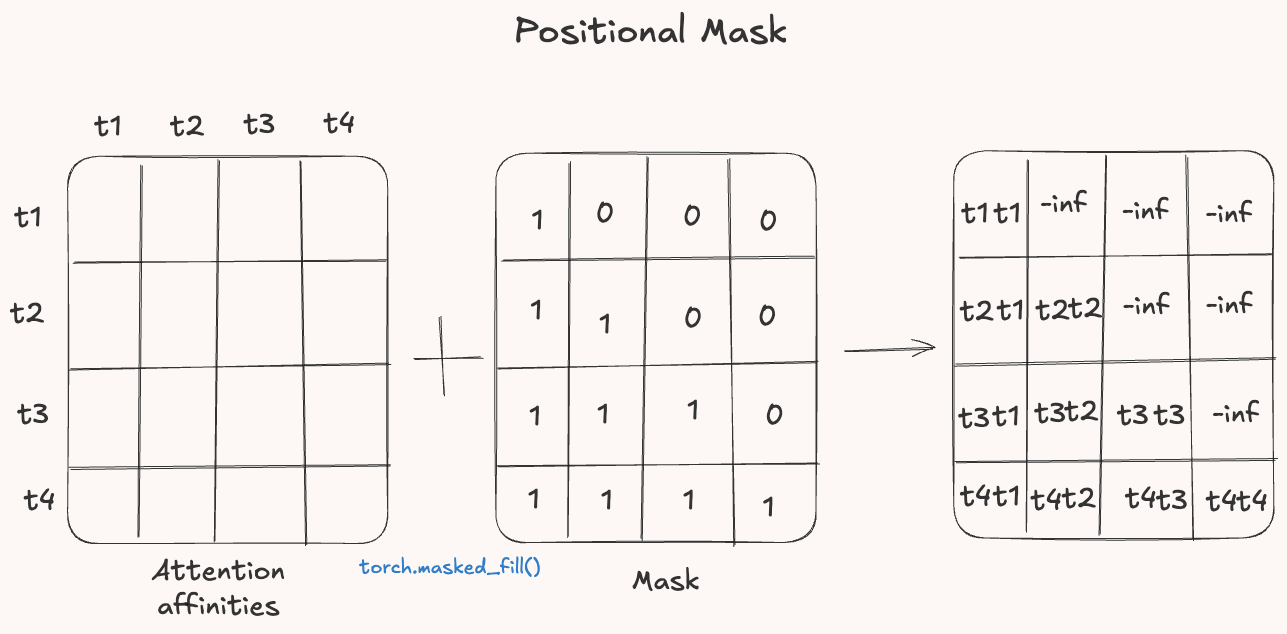 Positional Mask
t1 t2 t3 t4
t1
t2
t3
t4
Attention
affinities
torch.masked_fill()
1 0 0 0
1 1 0 0
1 1 1 0
1 1 1 1
Mask
t1t1 -inf -inf -inf
t2t1 t2t2 -inf -inf
t3t1 t3t2 t3t3 -inf
t4t1 t4t2 t4t3 t4t4